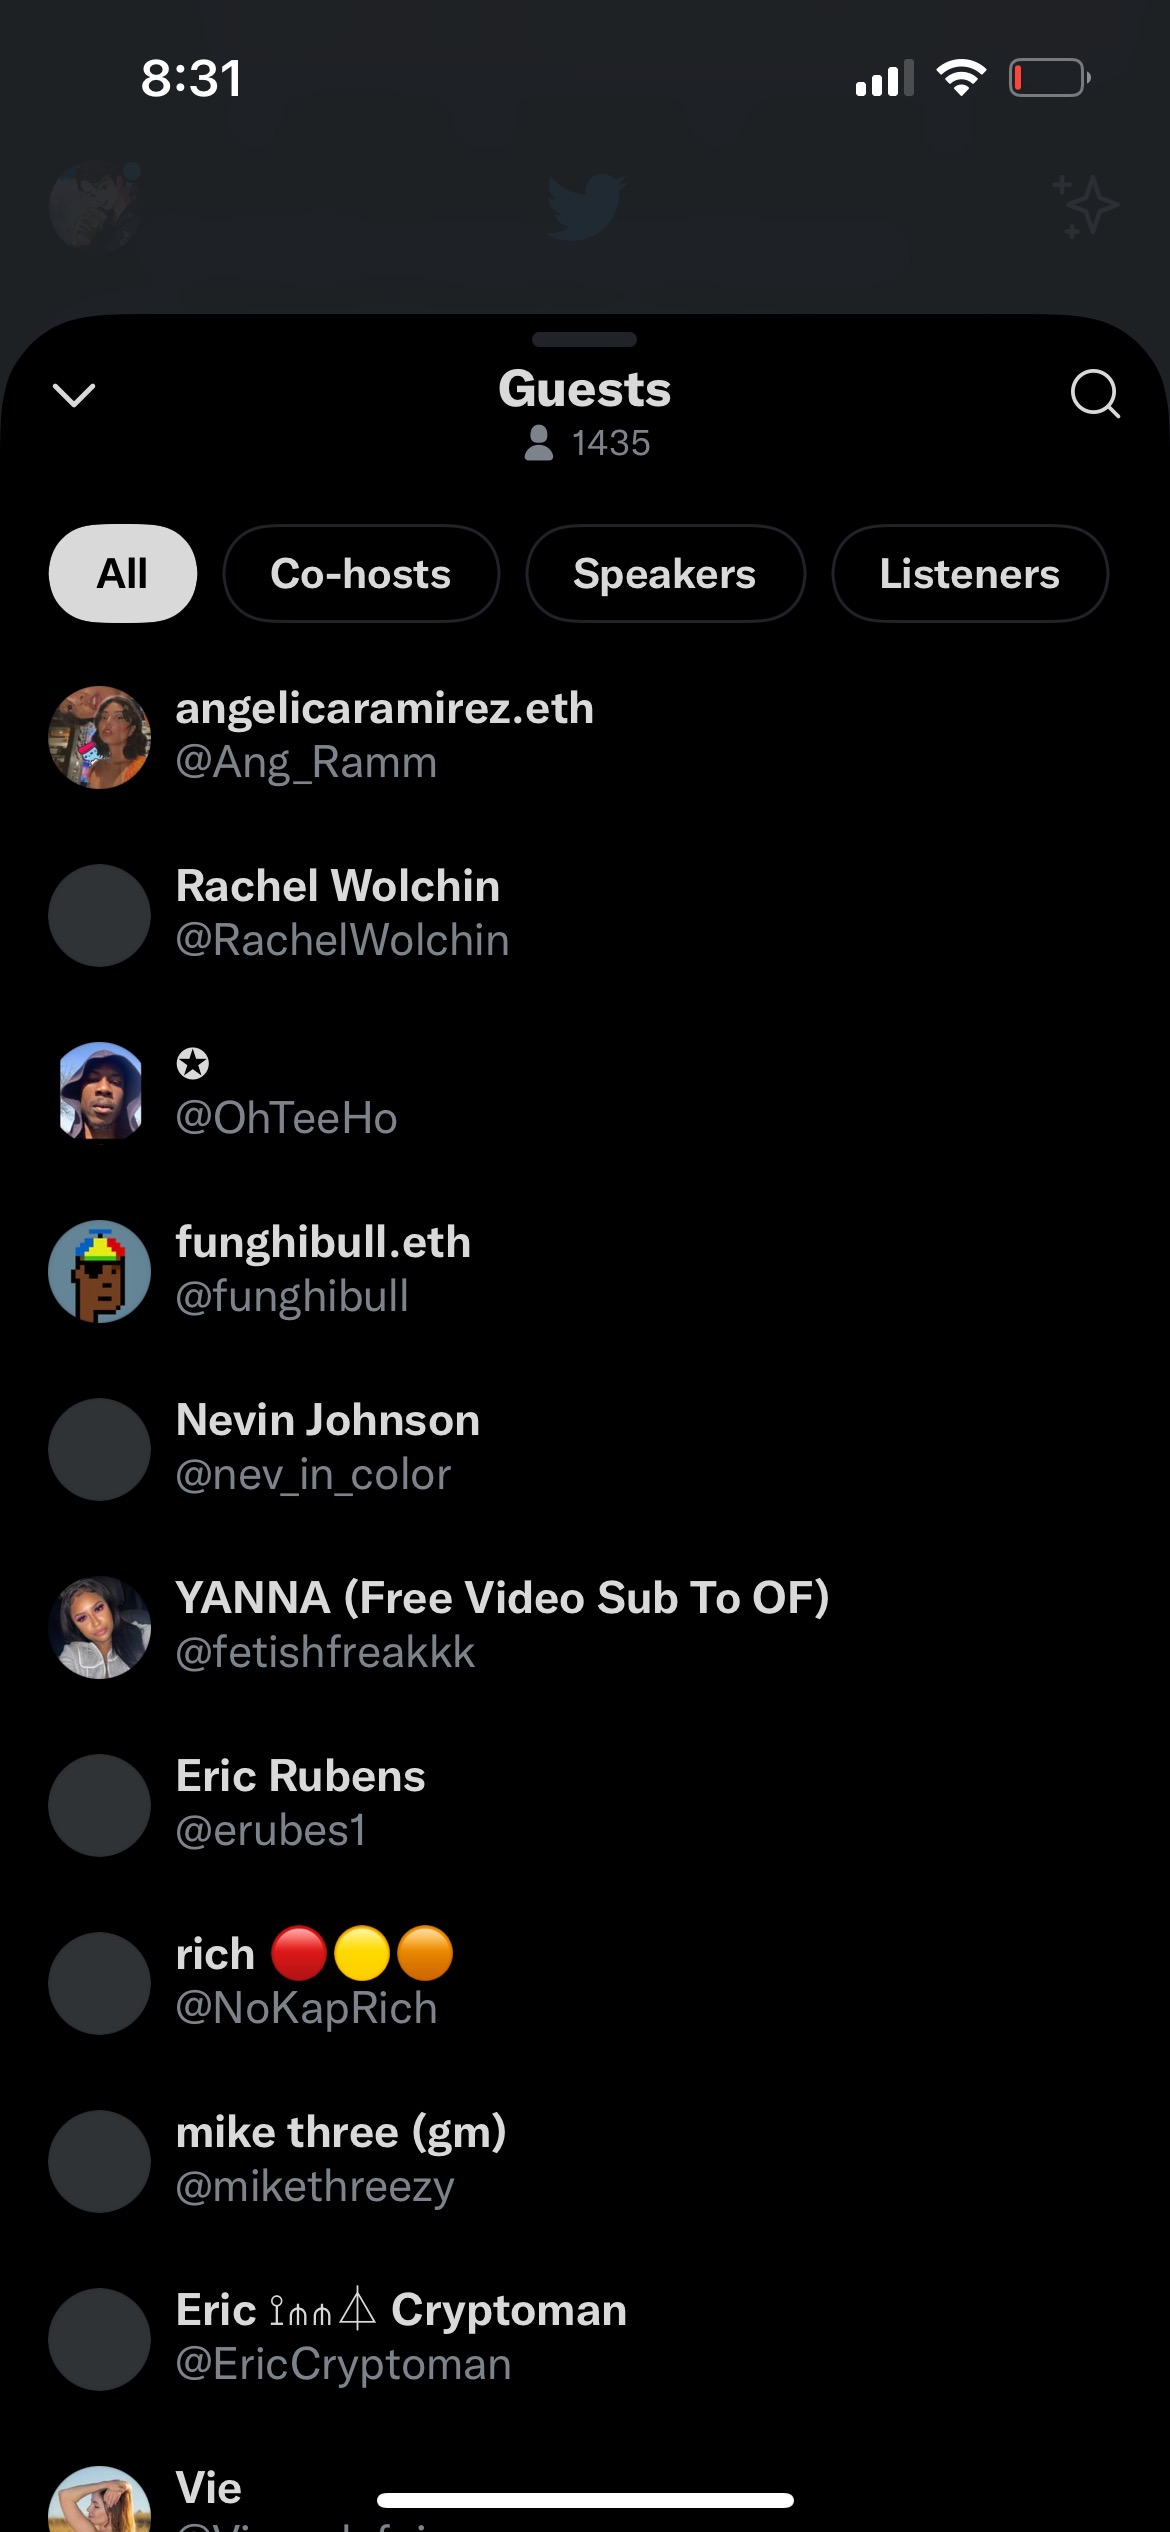 8:31
Guests
1435
All Co-hosts Speakers Listeners
angelicaramirez.eth
@Ang_Ramm
Rachel Wolchin
@RachelWolchin
✪
@OhTeeHo
funghibull.eth
@funghibull
Nevin Johnson
@nev_in_color
YANNA (Free Video Sub To OF)
@fetishfreakkk
Eric Rubens
@erubes1
rich 🔴🟡🟠
@NoKapRich
mike three (gm)
@mikethreezy
Eric Cryptoman
@EricCryptoman
Vie